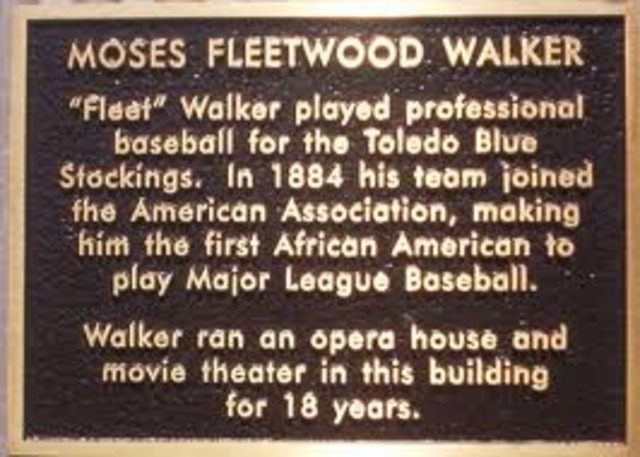 MOSES FLEETWOOD WALKER
"Fleet" Walker played professional
baseball for the Toledo Blue
Stockings. In 1884 his team joined
the American Association, making
him the first African American to
play Major League Baseball.
Walker ran an opera house and
movie theater in this building
for 18 years.